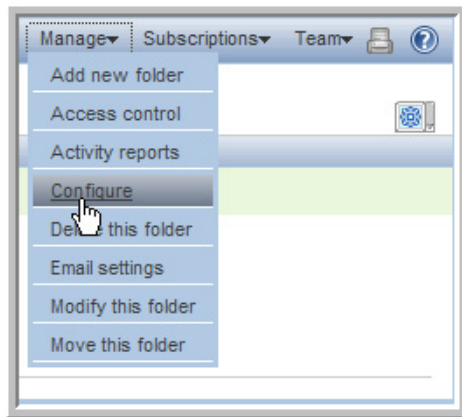 Manage Subscriptions Team
Add new folder
Access control
Activity reports
Configure
Delete this folder
Email settings
Modify this folder
Move this folder